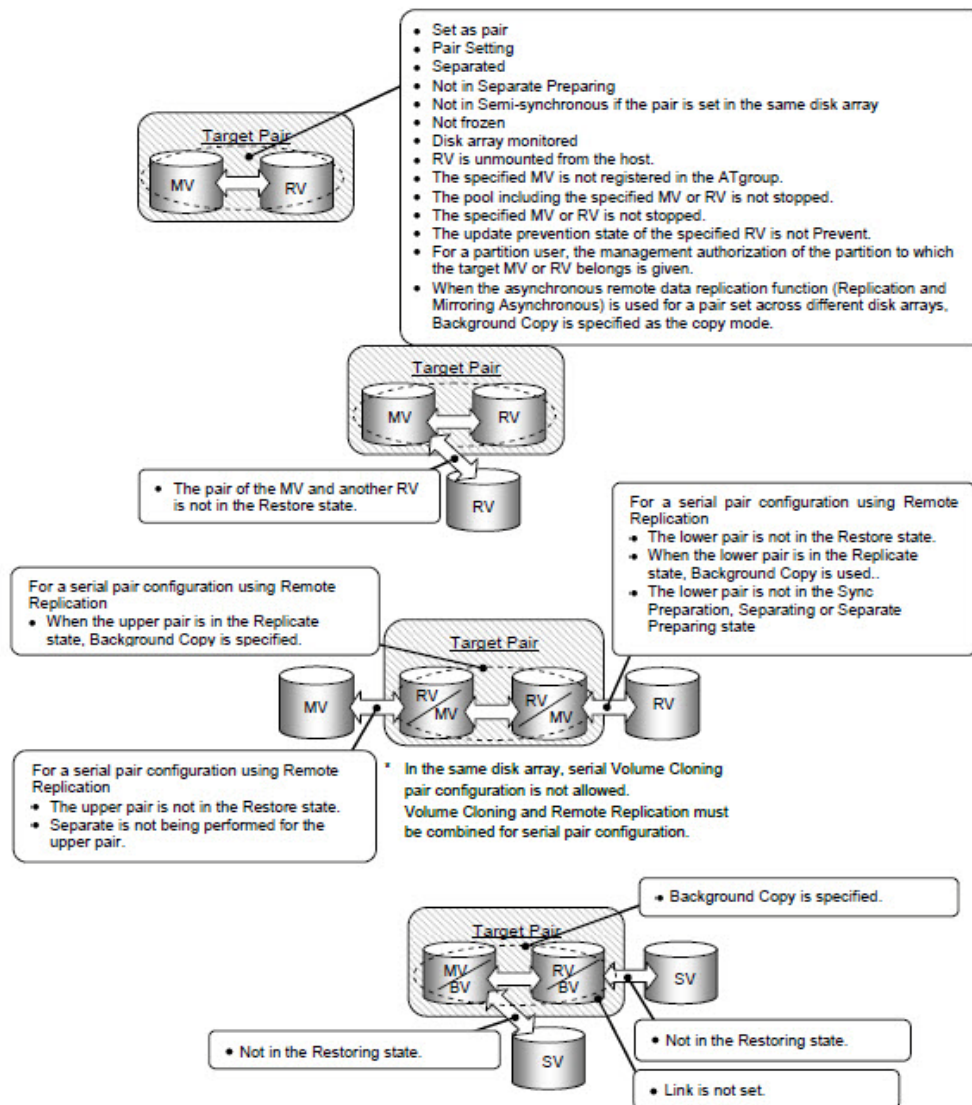 • Set as pair
• Pair Setting
• Separated
• Not in Separate Preparing
• Not in Semi-synchronous if the pair is set in the same disk array
• Not frozen
• Disk array monitored
• RV is unmounted from the host.
• The specified MV is not registered in the ATgroup.
• The pool including the specified MV or RV is not stopped.
• The specified MV or RV is not stopped.
• The update prevention state of the specified RV is not Prevent.
• For a partition user, the management authorization of the partition to which
the target MV or RV belongs is given.
• When the asynchronous remote data replication function (Replication and
Mirroring Asynchronous) is used for a pair set across different disk arrays,
Background Copy is specified as the copy mode.
Target Pair
MV
RV
Target Pair
MV
RV
• The pair of the MV and another RV
is not in the Restore state.
RV
For a serial pair configuration using Remote
Replication
• The lower pair is not in the Restore state.
• When the lower pair is in the Replicate
state, Background Copy is used..
• The lower pair is not in the Sync
Preparation, Separating or Separate
Preparing state
For a serial pair configuration using Remote
Replication
• When the upper pair is in the Replicate
state, Background Copy is specified.
Target Pair
MV
RV
MV
RV
MV
RV
For a serial pair configuration using Remote
Replication
• The upper pair is not in the Restore state.
• Separate is not being performed for the
upper pair.
* In the same disk array, serial Volume Cloning
pair configuration is not allowed.
Volume Cloning and Remote Replication must
be combined for serial pair configuration.
• Background Copy is specified.
Target Pair
MV
BV
RV
BV
SV
• Not in the Restoring state.
SV
• Not in the Restoring state.
• Link is not set.